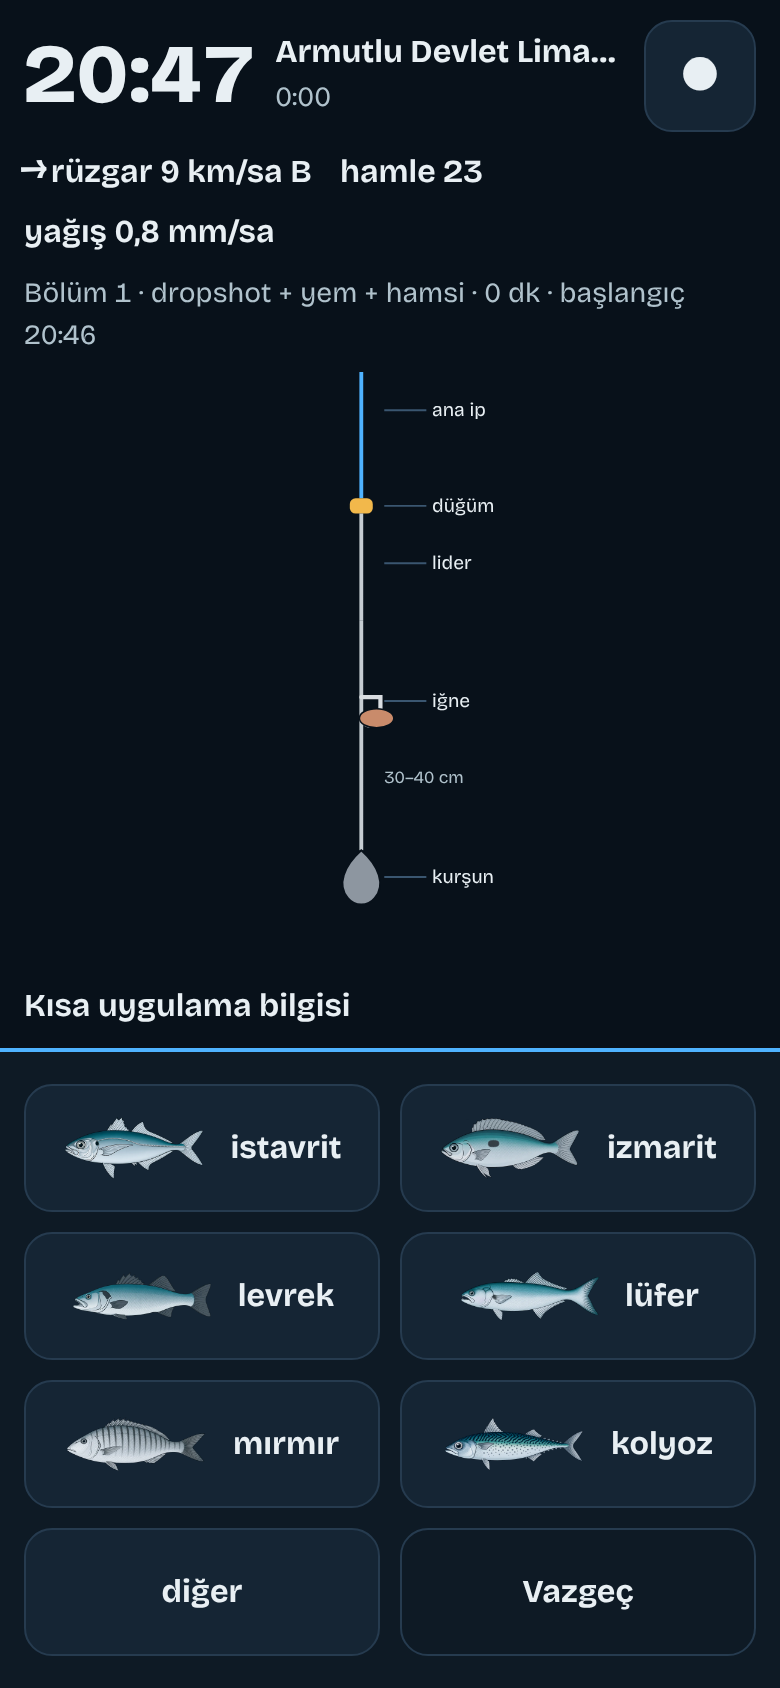 20:47
Armutlu Devlet Lima...
0:00
→rüzgar 9 km/sa B hamle 23
yağış 0,8 mm/sa
Bölüm 1 · dropshot + yem + hamsi · 0 dk · başlangıç
20:46
ana ip
düğüm
lider
iğne
30–40 cm
kurşun
Kısa uygulama bilgisi
istavrit
izmarit
levrek
lüfer
mırmır
kolyoz
diğer
Vazgeç